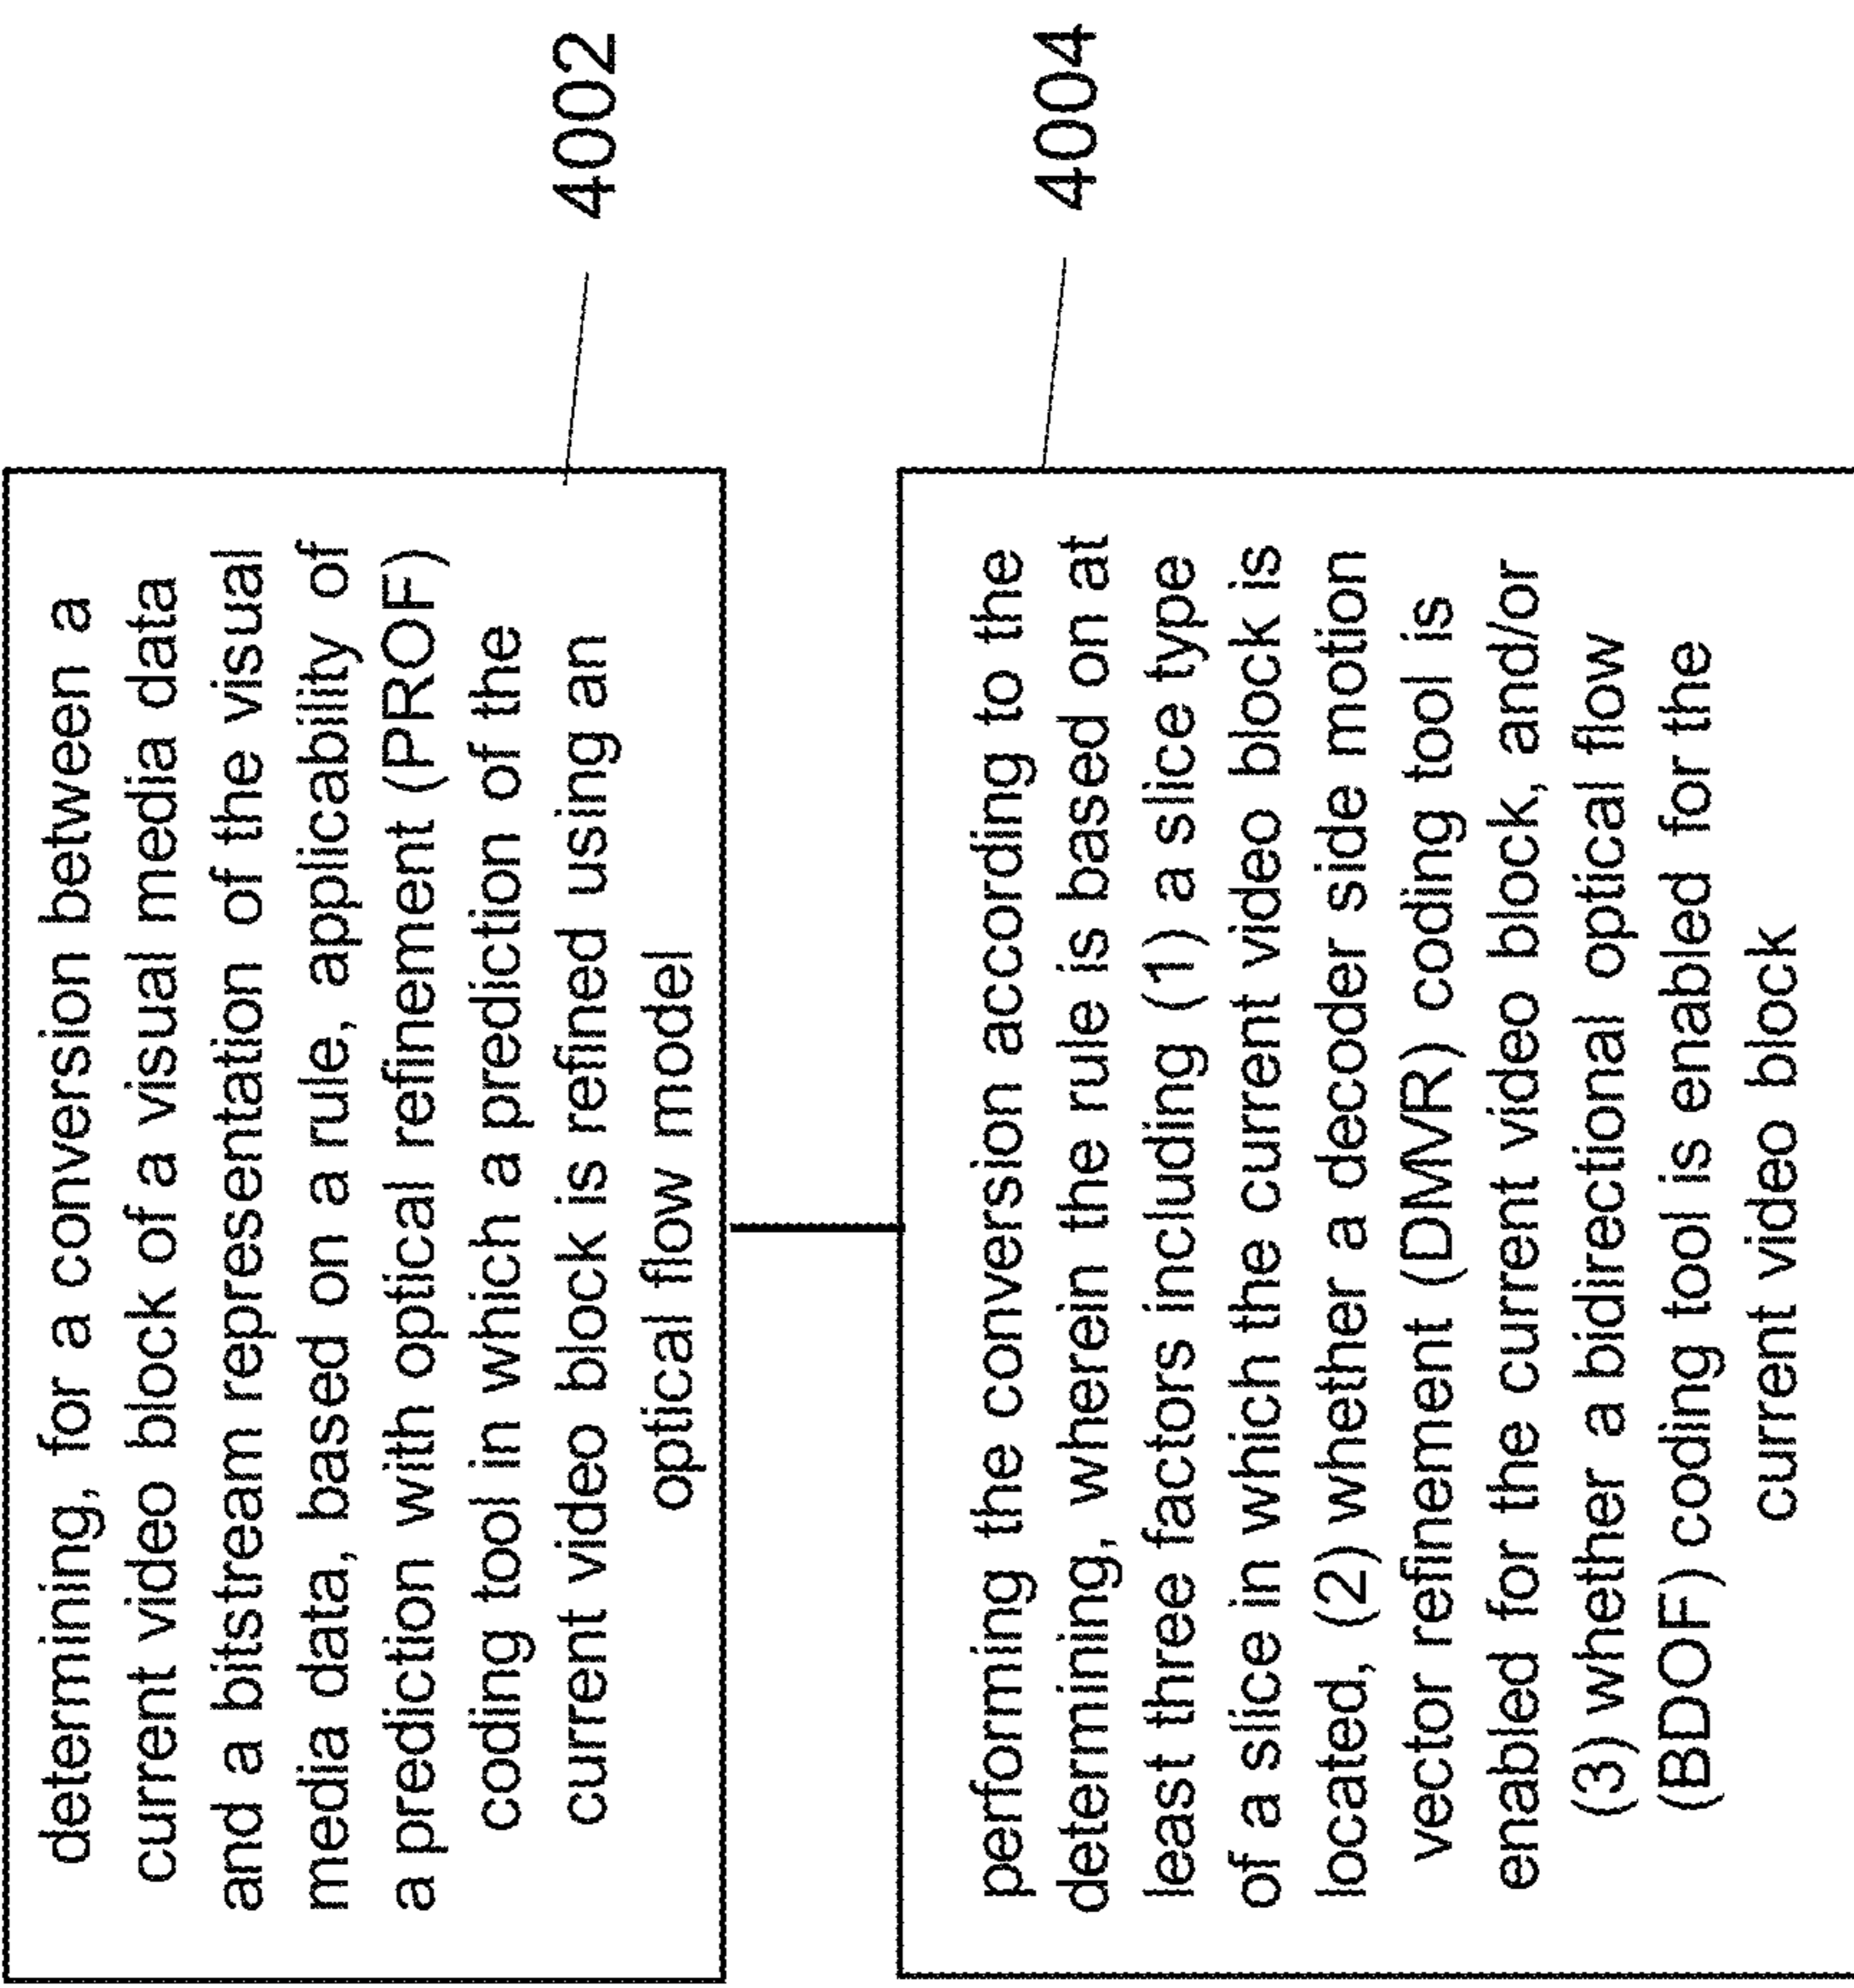 determining, for a conversion between a
current video block of a visual media data
and a bitstream representation of the visual
media data, based on a rule, applicability of
a prediction with optical refinement (PROF)
coding tool in which a prediction of the
current video block is refined using an
optical flow model
4002
performing the conversion according to the
determining, wherein the rule is based on at
least three factors including (1) a slice type
of a slice in which the current video block is
located, (2) whether a decoder side motion
vector refinement (DMVR) coding tool is
enabled for the current video block, and/or
(3) whether a bidirectional optical flow
(BDOF) coding tool is enabled for the
current video block
4004